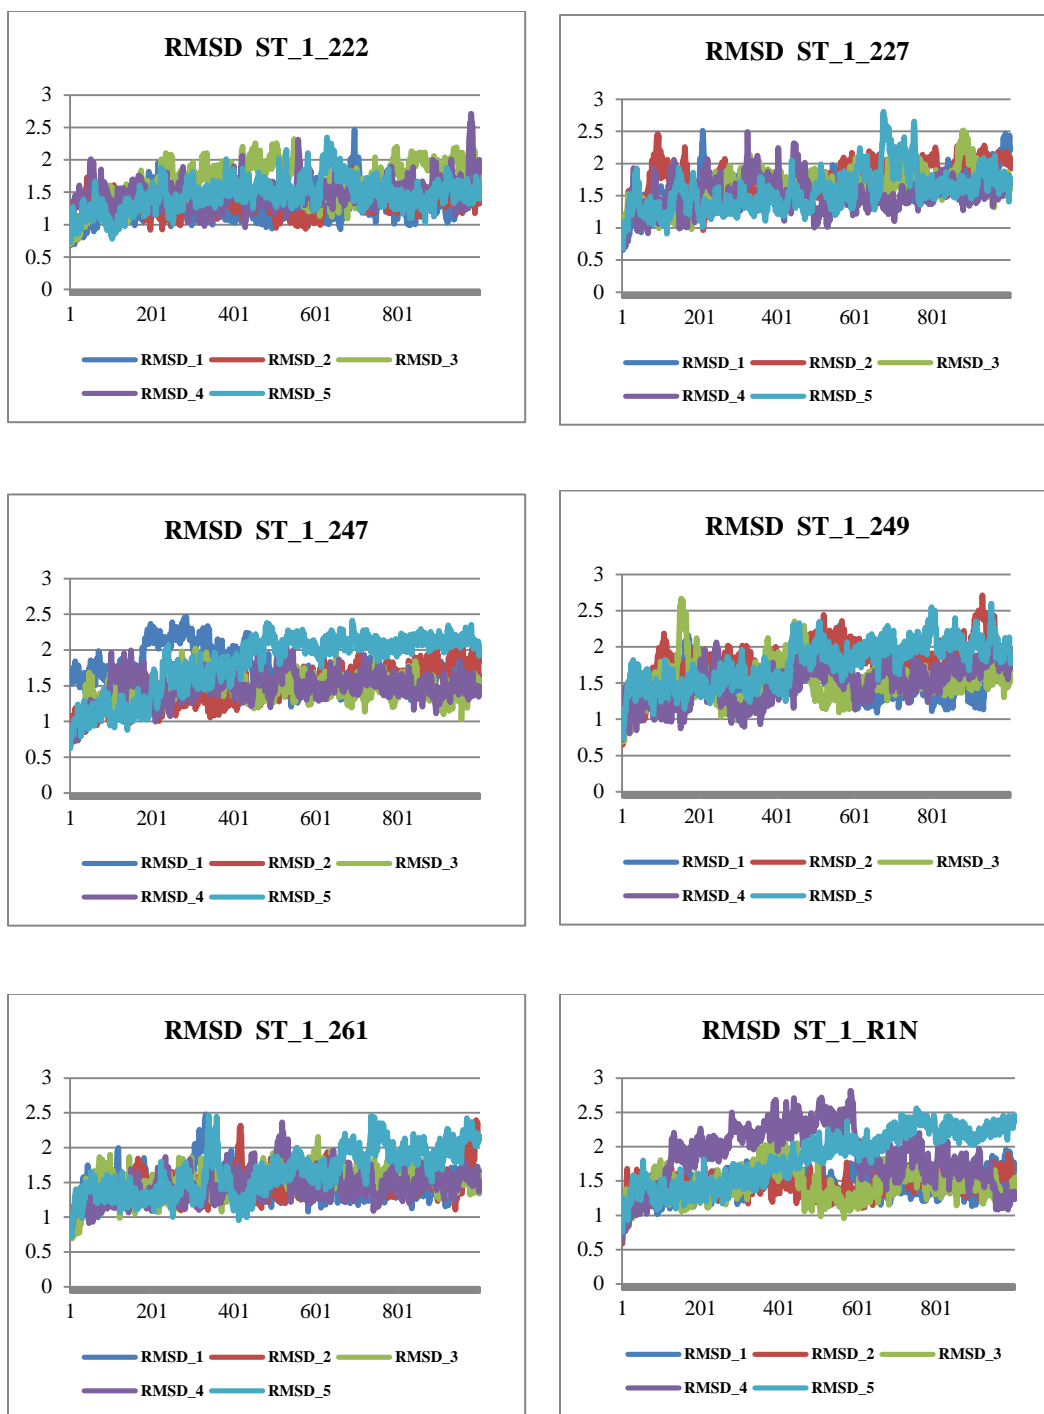 RMSD ST_1_222
3
2.5
2
1.5
1
0.5
0
1 201 401 601 801
RMSD_1 RMSD_2 RMSD_3
RMSD_4 RMSD_5
RMSD ST_1_227
3
2.5
2
1.5
1
0.5
0
1 201 401 601 801
RMSD_1 RMSD_2 RMSD_3
RMSD_4 RMSD_5
RMSD ST_1_247
3
2.5
2
1.5
1
0.5
0
1 201 401 601 801
RMSD_1 RMSD_2 RMSD_3
RMSD_4 RMSD_5
RMSD ST_1_249
3
2.5
2
1.5
1
0.5
0
1 201 401 601 801
RMSD_1 RMSD_2 RMSD_3
RMSD_4 RMSD_5
RMSD ST_1_261
3
2.5
2
1.5
1
0.5
0
1 201 401 601 801
RMSD_1 RMSD_2 RMSD_3
RMSD_4 RMSD_5
RMSD ST_1_R1N
3
2.5
2
1.5
1
0.5
0
1 201 401 601 801
RMSD_1 RMSD_2 RMSD_3
RMSD_4 RMSD_5